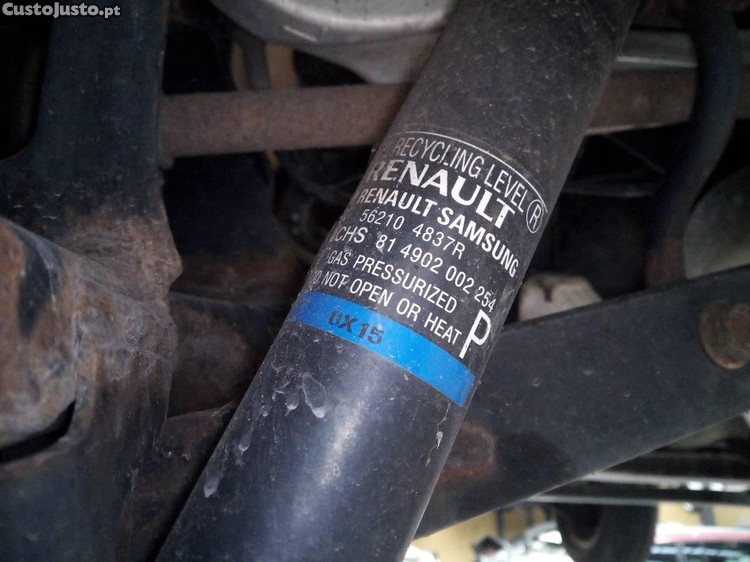 CustoJusto.pt
RECYCLING LEVEL R
RENAULT
RENAULT SAMSUNG
56210 4837R
81 4902 002 254
GAS PRESSURIZED
NOT OPEN OR HEAT
P
UX15